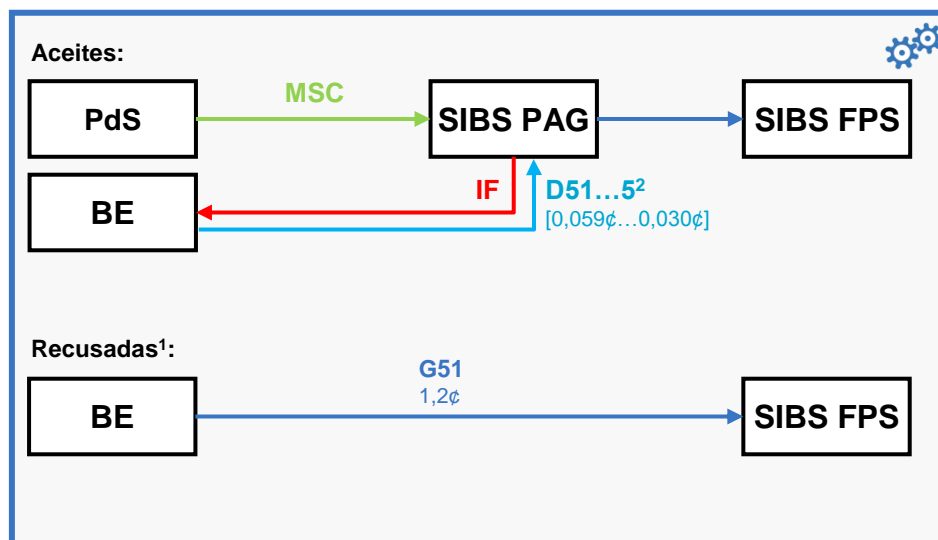 Aceites:
PdS
MSC
SIBS PAG
SIBS FPS
BE
IF
D51…5²
[0,059¢…0,030¢]
Recusadas¹:
BE
G51
1,2¢
SIBS FPS